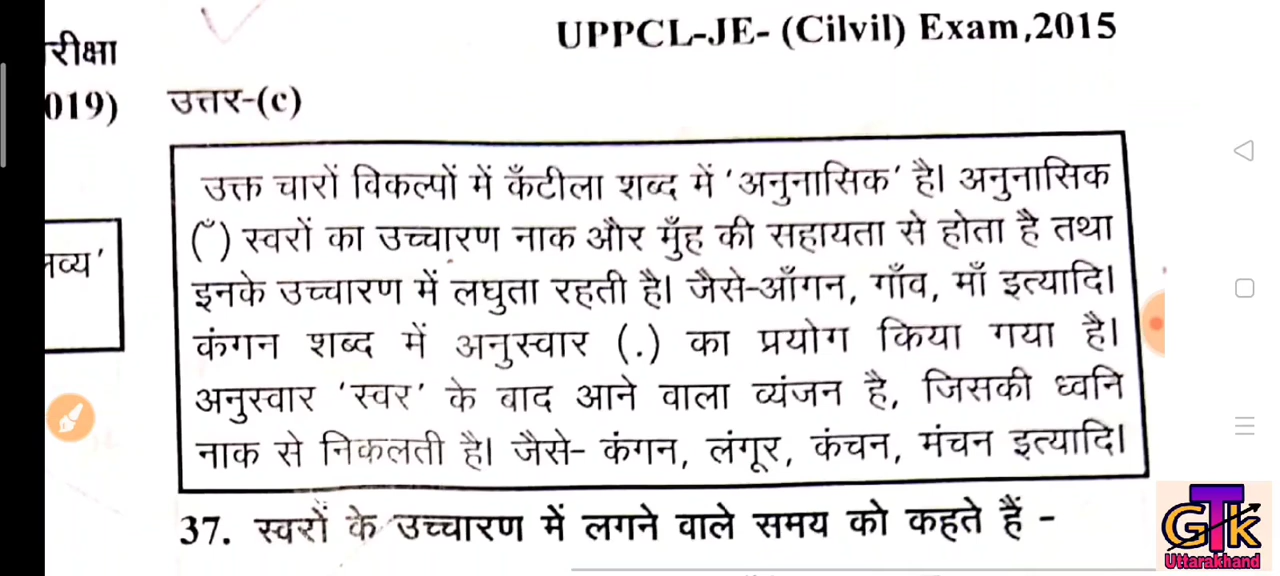 UPPCL-JE- (Cilvil) Exam,2015
रीक्षा
019)
उत्तर-(c)
उक्त चारों विकल्पों में कँटीला शब्द में 'अनुनासिक' है। अनुनासिक
(ँ) स्वरों का उच्चारण नाक और मुँह की सहायता से होता है तथा
नव्य'
इनके उच्चारण में लघुता रहती है। जैसे-आँगन, गाँव, माँ इत्यादि।
कंगन शब्द में अनुस्वार (.) का प्रयोग किया गया है।
अनुस्वार 'स्वर' के बाद आने वाला व्यंजन है, जिसकी ध्वनि
नाक से निकलती है। जैसे- कंगन, लंगूर, कंचन, मंचन इत्यादि।
37. स्वरों के उच्चारण में लगने वाले समय को कहते हैं -
GTK
Uttarakhand